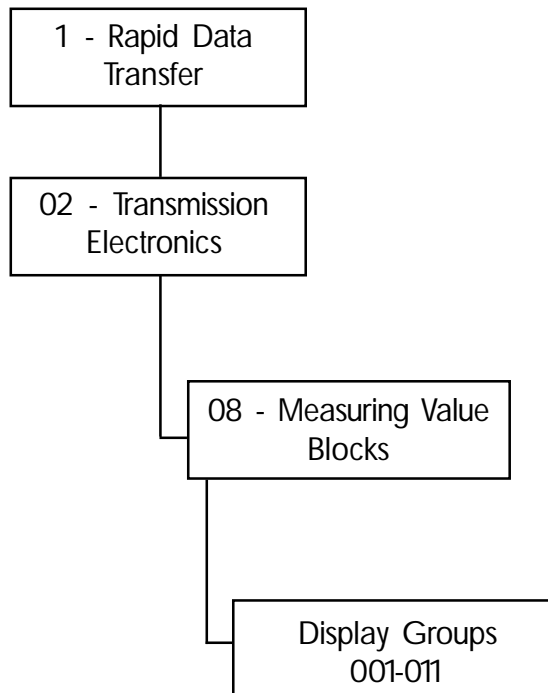 1 - Rapid Data
Transfer
02 - Transmission
Electronics
08 - Measuring Value
Blocks
Display Groups
001-011